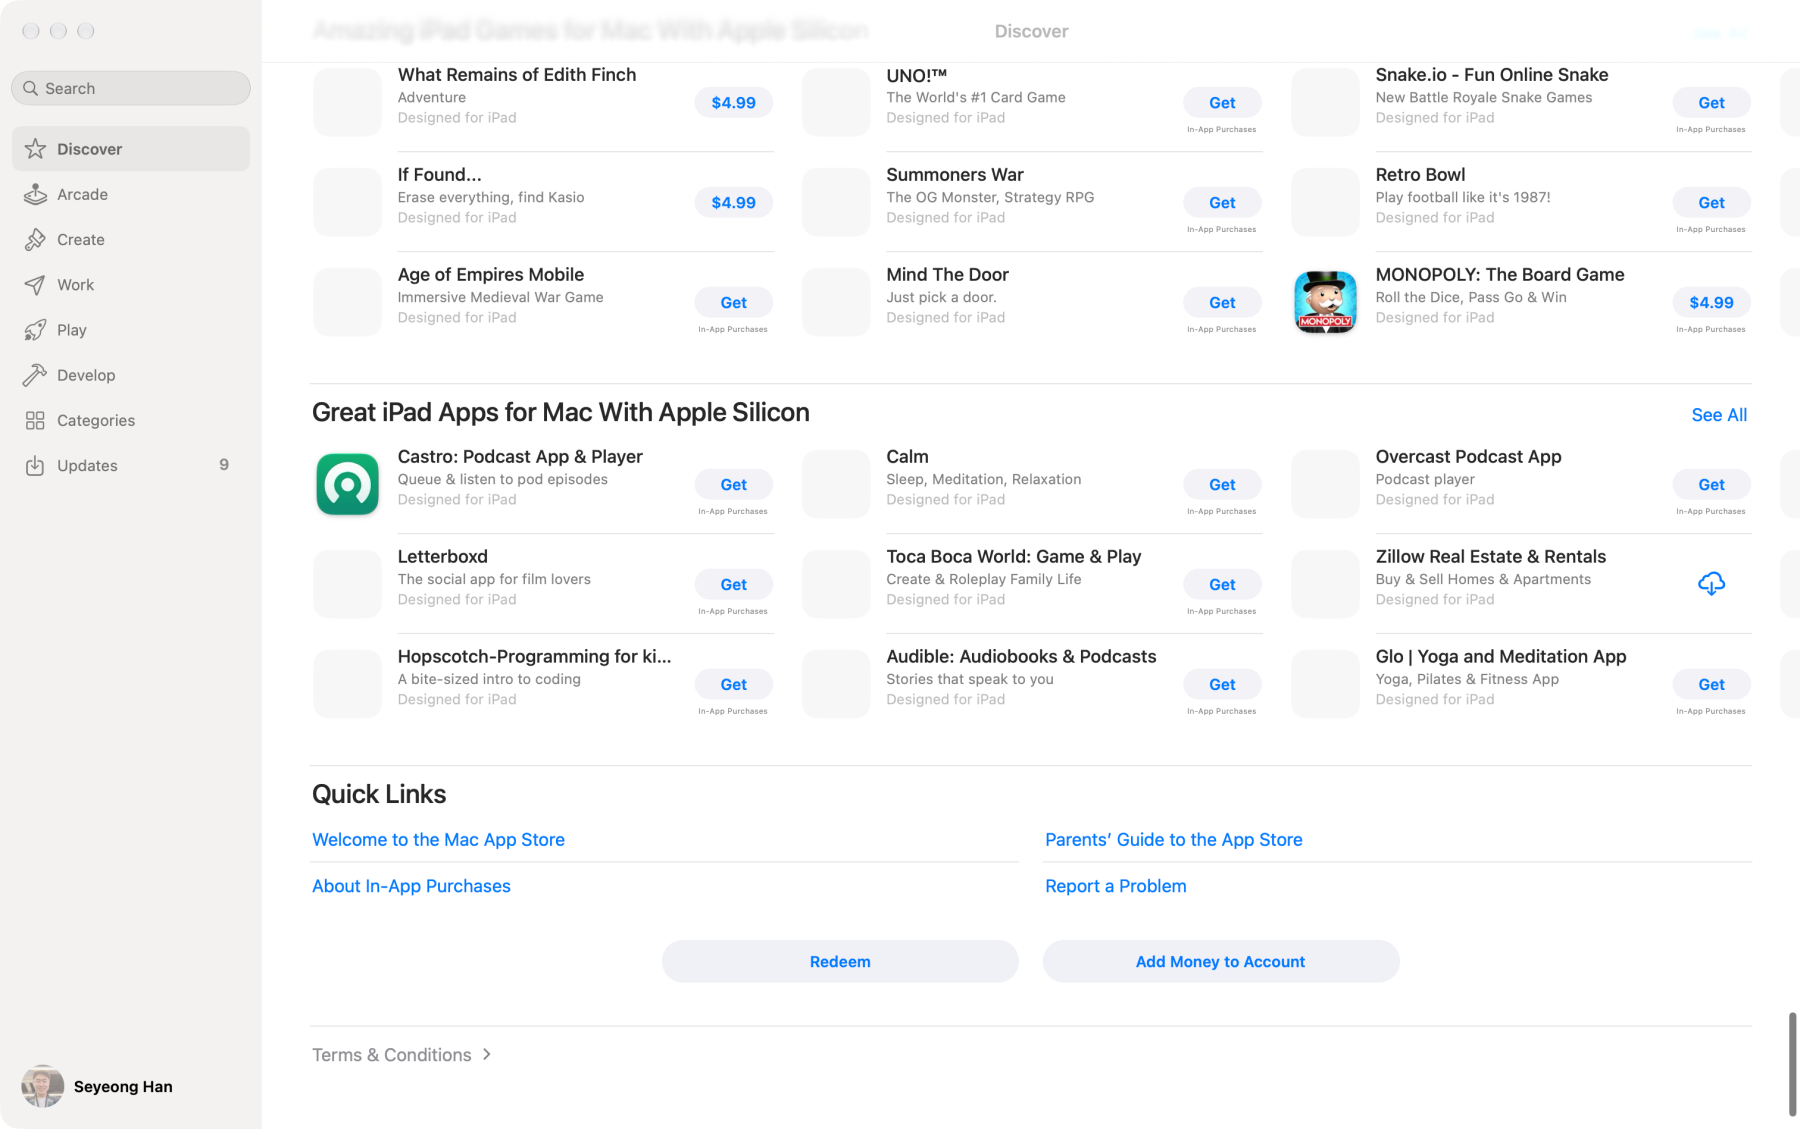 Amazing iPad Games for Mac With Apple Silicon
Discover
See All
Search
Discover
Arcade
Create
Work
Play
Develop
Categories
Updates 9
Seyeong Han
What Remains of Edith Finch
Adventure
Designed for iPad
$4.99
UNO!™
The World's #1 Card Game
Designed for iPad
Get
In-App Purchases
Snake.io - Fun Online Snake
New Battle Royale Snake Games
Designed for iPad
Get
In-App Purchases
If Found...
Erase everything, find Kasio
Designed for iPad
$4.99
Summoners War
The OG Monster, Strategy RPG
Designed for iPad
Get
In-App Purchases
Retro Bowl
Play football like it's 1987!
Designed for iPad
Get
In-App Purchases
Age of Empires Mobile
Immersive Medieval War Game
Designed for iPad
Get
In-App Purchases
Mind The Door
Just pick a door.
Designed for iPad
Get
In-App Purchases
MONOPOLY
MONOPOLY: The Board Game
Roll the Dice, Pass Go & Win
Designed for iPad
$4.99
In-App Purchases
Great iPad Apps for Mac With Apple Silicon
See All
Castro: Podcast App & Player
Queue & listen to pod episodes
Designed for iPad
Get
In-App Purchases
Calm
Sleep, Meditation, Relaxation
Designed for iPad
Get
In-App Purchases
Overcast Podcast App
Podcast player
Designed for iPad
Get
In-App Purchases
Letterboxd
The social app for film lovers
Designed for iPad
Get
In-App Purchases
Toca Boca World: Game & Play
Create & Roleplay Family Life
Designed for iPad
Get
In-App Purchases
Zillow Real Estate & Rentals
Buy & Sell Homes & Apartments
Designed for iPad
Hopscotch-Programming for ki...
A bite-sized intro to coding
Designed for iPad
Get
In-App Purchases
Audible: Audiobooks & Podcasts
Stories that speak to you
Designed for iPad
Get
In-App Purchases
Glo | Yoga and Meditation App
Yoga, Pilates & Fitness App
Designed for iPad
Get
In-App Purchases
Quick Links
Welcome to the Mac App Store
Parents’ Guide to the App Store
About In-App Purchases
Report a Problem
Redeem
Add Money to Account
Terms & Conditions